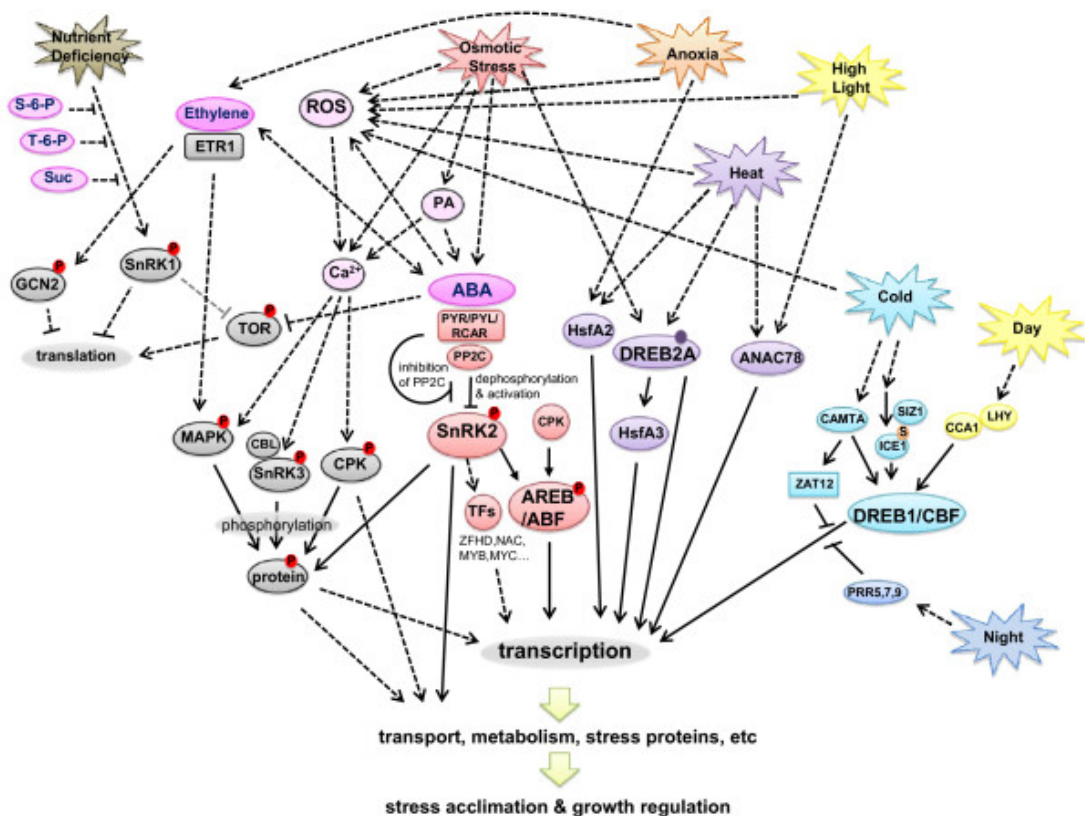 Nutrient
Deficiency
Osmotic
Stress
Anoxia
High
Light
S-6-P
T-6-P
Suc
Ethylene
ETR1
ROS
Heat
PA
P
GCN2
P
SnRK1
P
TOR
Ca2+
ABA
PYR/PYL/
RCAR
PP2C
inhibition
of PP2C
dephosphorylation
& activation
HsfA2
DREB2A
ANAC78
HsfA3
Cold
Day
translation
P
MAPK
CBL
P
SnRK3
P
CPK
P
SnRK2
CPK
CAMTA
SIZ1
S
ICE1
CCA1
LHY
TFs
ZFHD,NAC,
MYB,MYC...
P
AREB
/ABF
ZAT12
DREB1/CBF
phosphorylation
P
protein
PRR5,7,9
Night
transcription
transport, metabolism, stress proteins, etc
stress acclimation & growth regulation